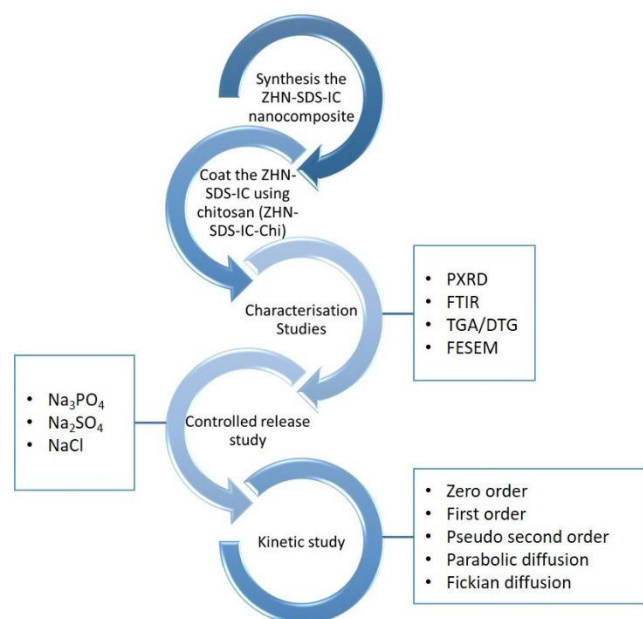 Synthesis the
ZHN-SDS-IC
nanocomposite
Coat the ZHN-
SDS-IC using
chitosan (ZHN-
SDS-IC-Chi)
Characterisation
Studies
• PXRD
• FTIR
• TGA/DTG
• FESEM
Controlled release
study
• Na₃PO₄
• Na₂SO₄
• NaCl
Kinetic study
• Zero order
• First order
• Pseudo second order
• Parabolic diffusion
• Fickian diffusion